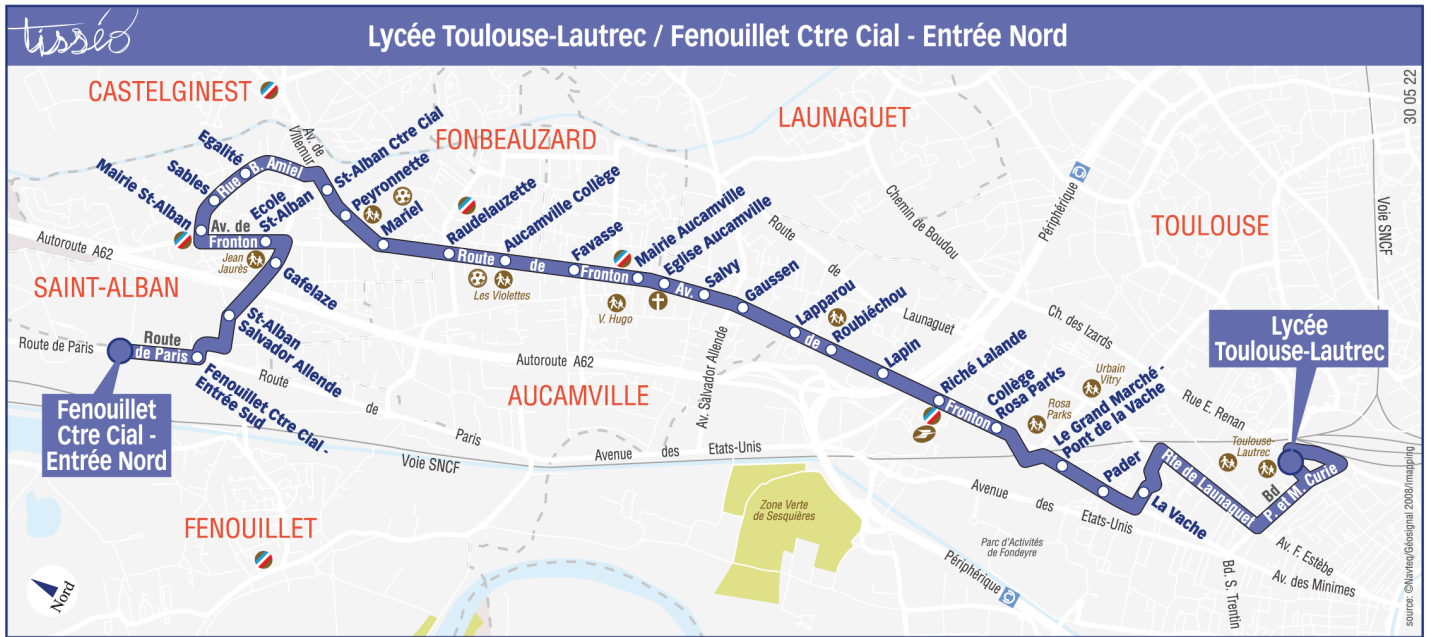 tisséo
Lycée Toulouse-Lautrec / Fenouillet Ctre Cial - Entrée Nord
30 05 22
CASTELGINEST
FONBEAUZARD
LAUNAGUET
TOULOUSE
SAINT-ALBAN
AUCAMVILLE
FENOUILLET
Av. de
Villemur
Autoroute A62
Route de Paris
Fenouillet
Ctre Cial -
Entrée Nord
Route
de Paris
Fenouillet Ctre Cial -
Entrée Sud
St-Alban
Salvador Allende
Gafelaze
Ecole
St-Alban
Jean
Jaurès
Av. de
Fronton
Mairie St-Alban
Sables
Egalité
Rue B. Amiel
St-Alban Ctre Cial
Peyronnette
Mariel
Raudelauzette
Aucamville Collège
Les Violettes
Route de Fronton
Favasse
Mairie Aucamville
V. Hugo
Eglise Aucamville
Salvy
Gaussen
Lapparou
Roubiéchou
Lapin
Riché Lalande
Av. de Fronton
Collège
Rosa Parks
Rosa
Parks
Urbain
Vitry
Le Grand Marché -
Pont de la Vache
Pader
La Vache
Rte de Launaguet
Bd
P. et M. Curie
Toulouse-
Lautrec
Lycée
Toulouse-Lautrec
Route de Launaguet
Chemin de Boudou
Périphérique
Voie SNCF
Ch. des Izards
Rue E. Renan
Route de Paris
Autoroute A62
Av. Salvador Allende
Voie SNCF
Avenue des Etats-Unis
Avenue des Etats-Unis
Zone Verte
de Sesquières
Parc d'Activités
de Fondeyre
Périphérique
Av. F. Estèbe
Av. des Minimes
Bd. S. Trentin
Nord
source: ©Navteq/Géosignal 2008/Imapping